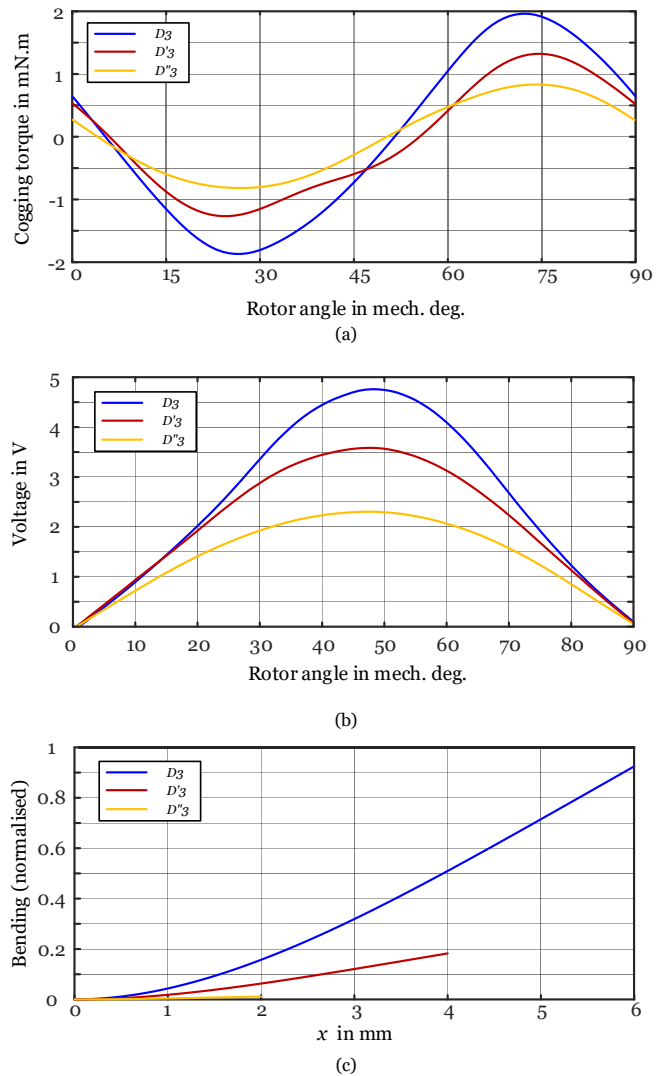 2
1
0
-1
-2
Cogging torque in mN.m
D3
D'3
D"3
0 15 30 45 60 75 90
Rotor angle in mech. deg.
(a)
5
4
3
2
1
0
Voltage in V
D3
D'3
D"3
0 10 20 30 40 50 60 70 80 90
Rotor angle in mech. deg.
(b)
1
0.8
0.6
0.4
0.2
0
Bending (normalised)
D3
D'3
D"3
0 1 2 3 4 5 6
x in mm
(c)